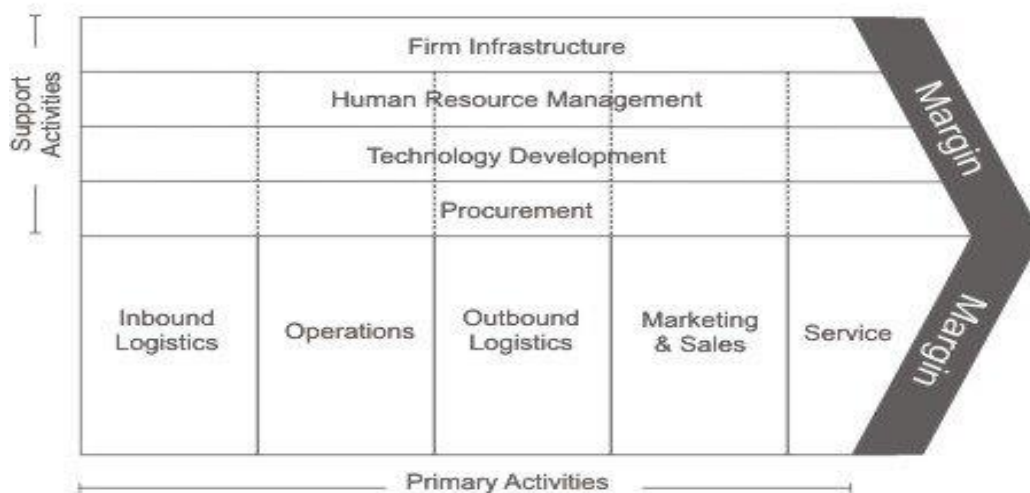 Support
Activities
Firm Infrastructure
Human Resource Management
Technology Development
Procurement
Margin
Inbound
Logistics
Operations
Outbound
Logistics
Marketing
& Sales
Service
Margin
Primary Activities